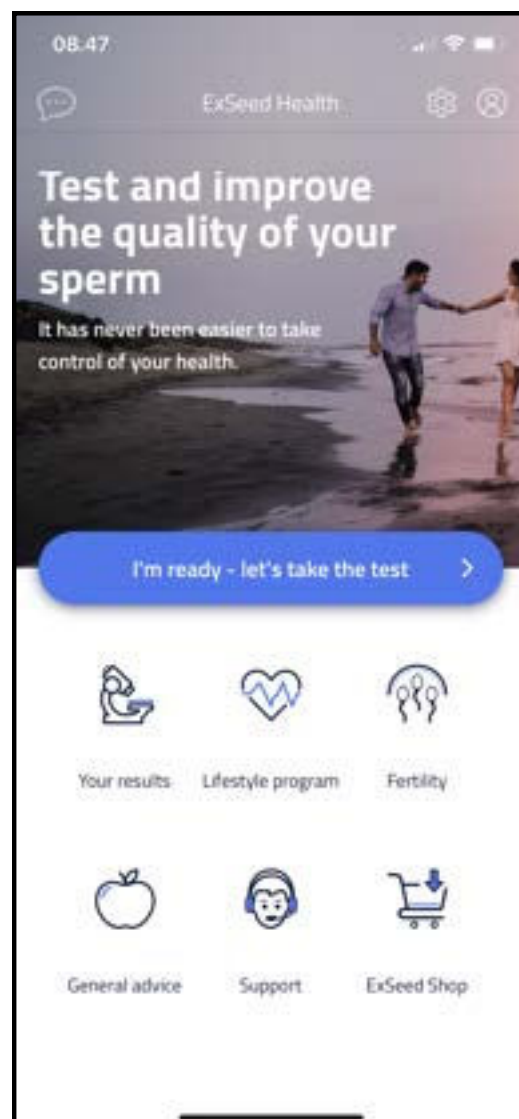 08.47
ExSeed Health
Test and improve
the quality of your
sperm
It has never been easier to take
control of your health.
I'm ready - let's take the test
Your results
Lifestyle program
Fertility
General advice
Support
ExSeed Shop